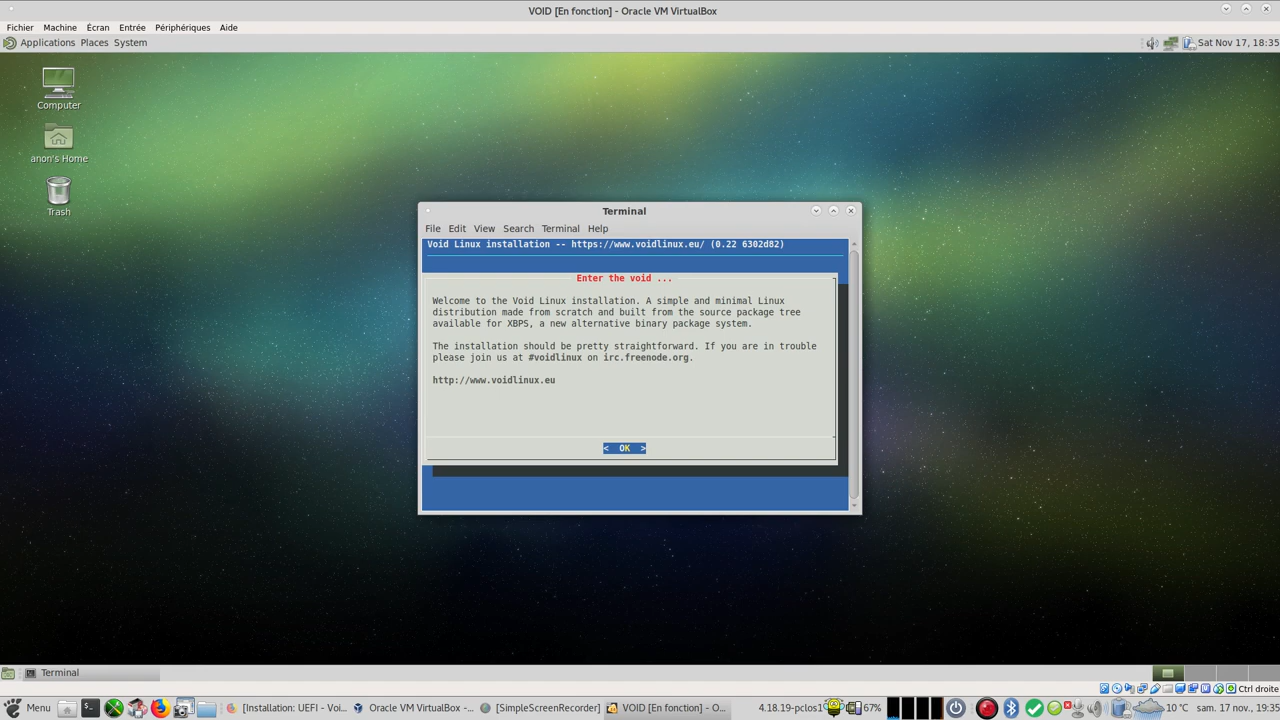 VOID [En fonction] - Oracle VM VirtualBox
Fichier Machine Écran Entrée Périphériques Aide
Applications Places System
Sat Nov 17, 18:35
Computer
anon's Home
Trash
Terminal
File Edit View Search Terminal Help
Void Linux installation -- https://www.voidlinux.eu/ (0.22 6302d82)
Enter the void ...
Welcome to the Void Linux installation. A simple and minimal Linux
distribution made from scratch and built from the source package tree
available for XBPS, a new alternative binary package system.
The installation should be pretty straightforward. If you are in trouble
please join us at #voidlinux on irc.freenode.org.
http://www.voidlinux.eu
< OK >
Terminal
Ctrl droite
Menu
[Installation: UEFI - Voi...
Oracle VM VirtualBox -...
[SimpleScreenRecorder]
VOID [En fonction] - O...
4.18.19-pclos1
67%
10 °C
sam. 17 nov., 19:35